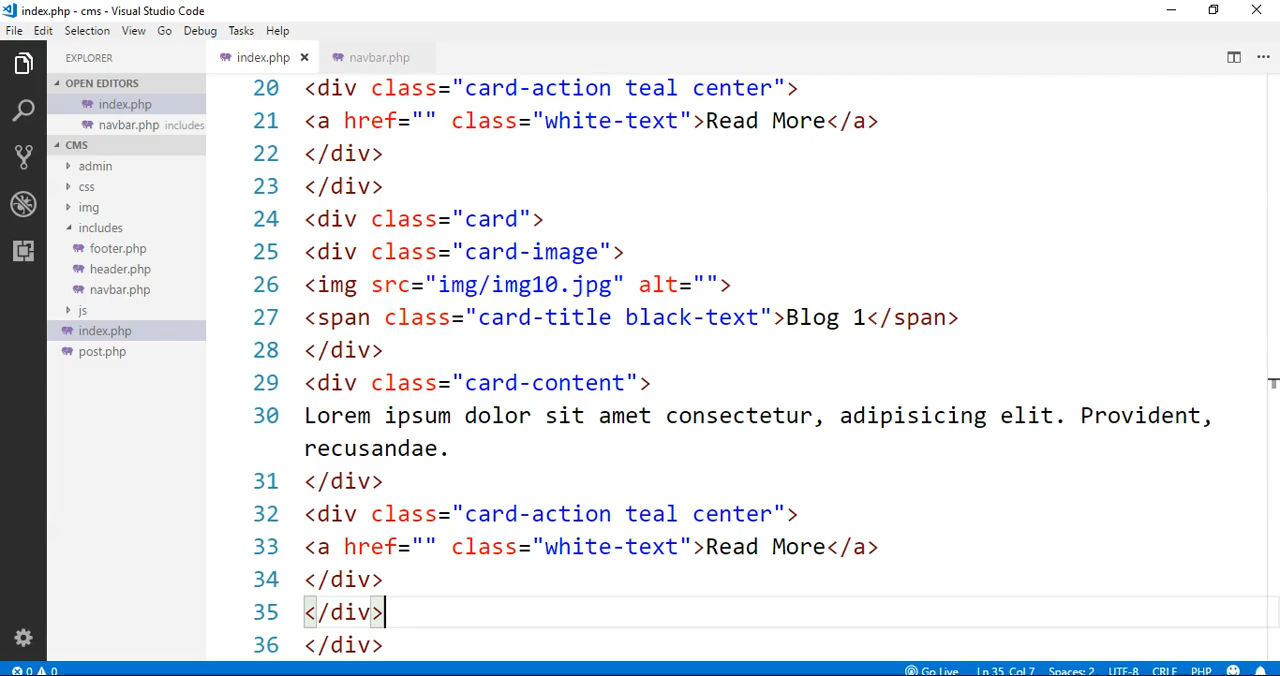 index.php - cms - Visual Studio Code
File Edit Selection View Go Debug Tasks Help
EXPLORER
index.php
navbar.php
OPEN EDITORS
index.php
navbar.php includes
CMS
admin
css
img
includes
footer.php
header.php
navbar.php
js
index.php
post.php
20 <div class="card-action teal center">
21 <a href="" class="white-text">Read More</a>
22 </div>
23 </div>
24 <div class="card">
25 <div class="card-image">
26 <img src="img/img10.jpg" alt="">
27 <span class="card-title black-text">Blog 1</span>
28 </div>
29 <div class="card-content">
30 Lorem ipsum dolor sit amet consectetur, adipisicing elit. Provident,
recusandae.
31 </div>
32 <div class="card-action teal center">
33 <a href="" class="white-text">Read More</a>
34 </div>
35 </div>
36 </div>
0 0 Go Live Ln 35, Col 7 Spaces: 2 UTF-8 CRLF PHP